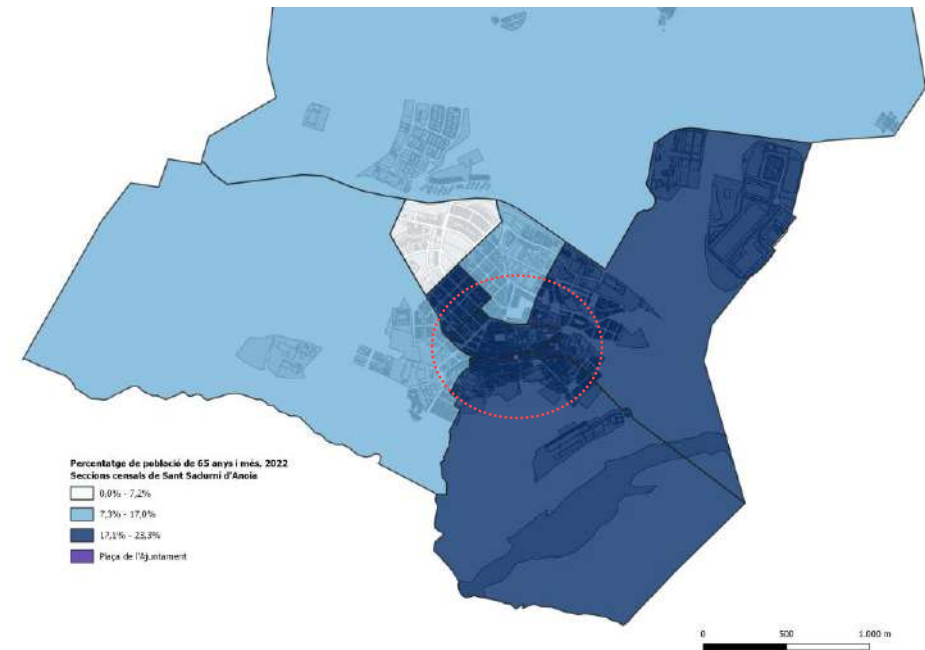 Percentatge de població de 65 anys i més, 2022
Seccions censals de Sant Sadurní d'Anoia
0,0% - 7,2%
7,3% - 17,0%
17,1% - 23,3%
Plaça de l'Ajuntament
0 500 1.000 m